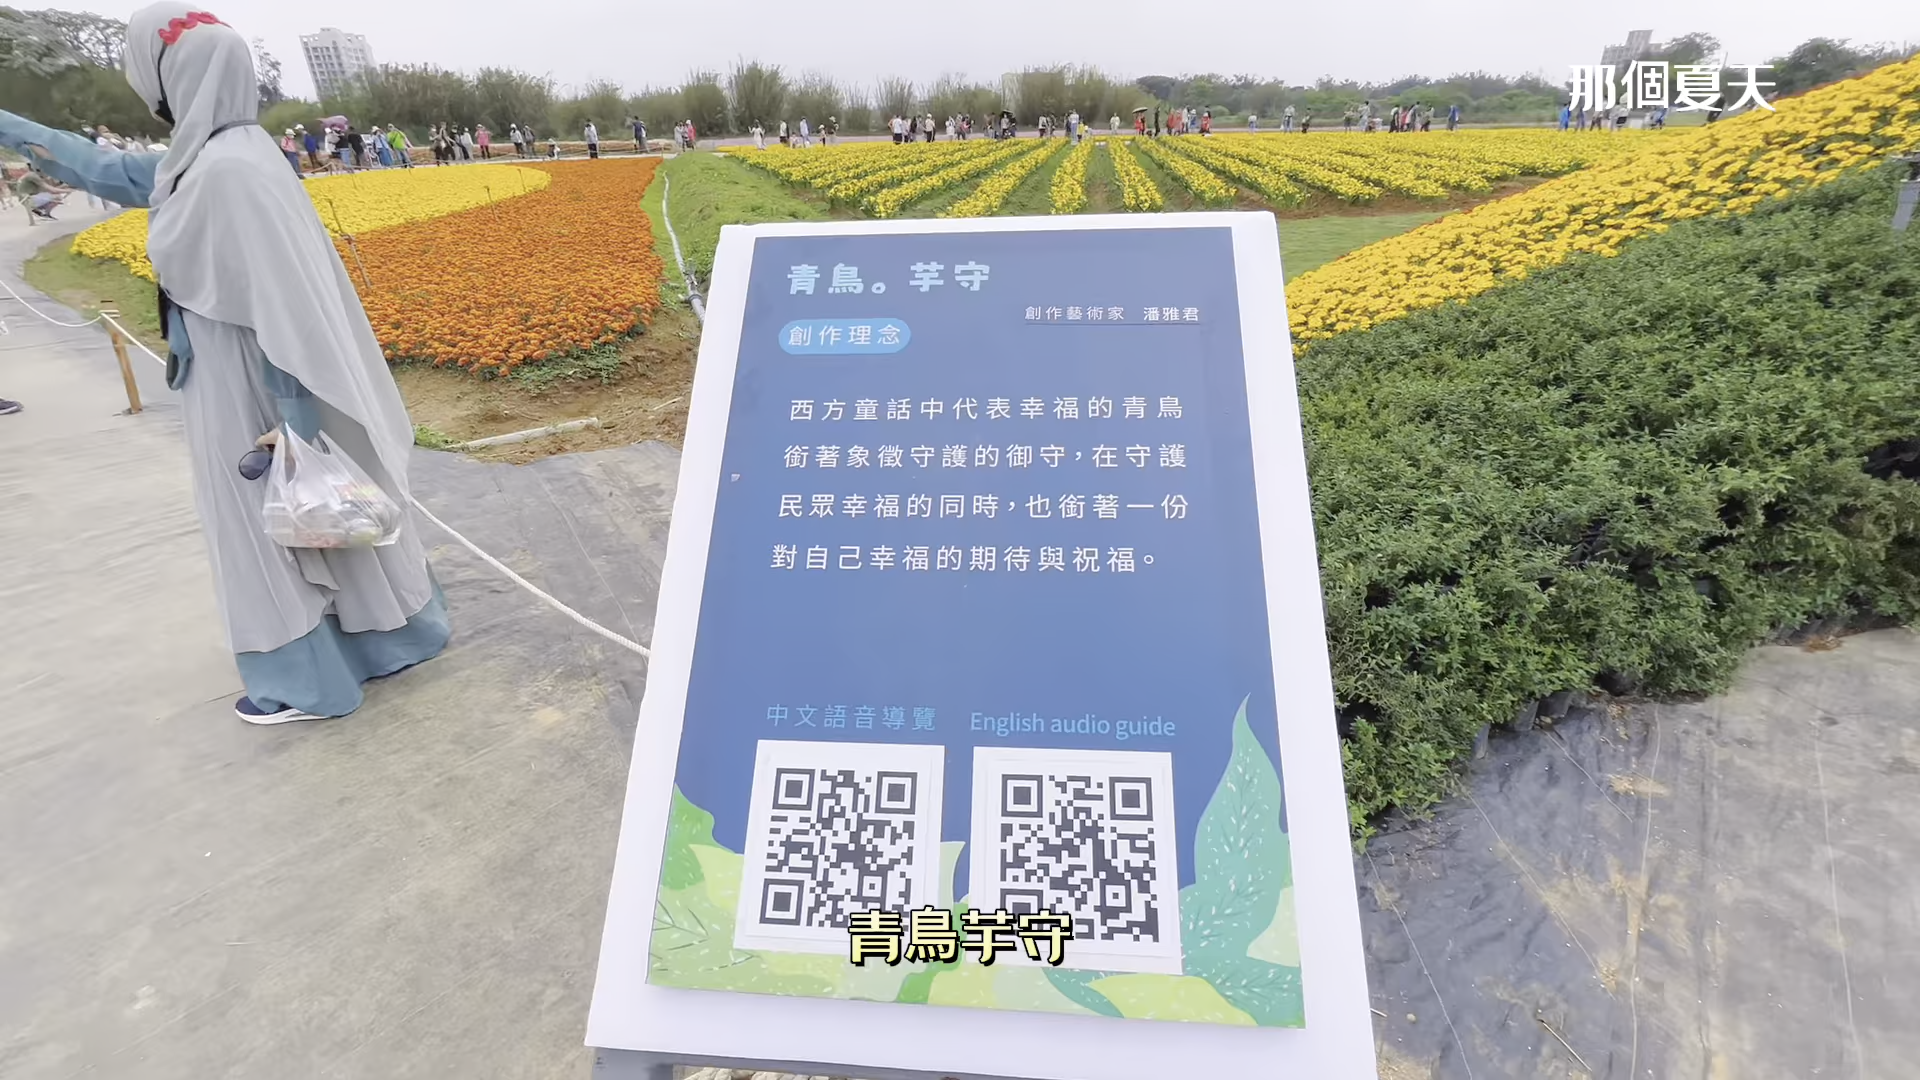 那個夏天
青鳥。芋守
創作藝術家 潘雅君
創作理念
西方童話中代表幸福的青鳥
銜著象徵守護的御守,在守護
民眾幸福的同時,也銜著一份
對自己幸福的期待與祝福。
中文語音導覽 English audio guide
青鳥芋守